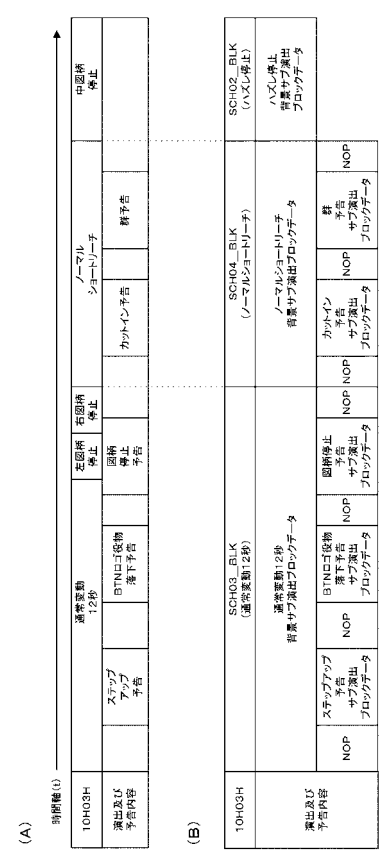 (A)
時間軸(t)
10H03H
通常変動
12秒
左図柄
停止
右図柄
停止
ノーマル
ショートリーチ
中図柄
停止
演出及び
予告内容
ステップ
アップ
予告
BTNロゴ役物
落下予告
図柄
停止
予告
カットイン予告
群予告
(B)
10H03H
SCH03_BLK
(通常変動12秒)
SCH04_BLK
(ノーマルショートリーチ)
SCH02_BLK
(ハズレ停止)
演出及び
予告内容
通常変動12秒
背景サブ演出ブロックデータ
ノーマルショートリーチ
背景サブ演出ブロックデータ
ハズレ停止
背景サブ演出
ブロックデータ
NOP
ステップアップ
予告
サブ演出
ブロックデータ
NOP
BTNロゴ役物
落下予告
サブ演出
ブロックデータ
NOP
図柄停止
予告
サブ演出
ブロックデータ
NOP
NOP
カットイン
予告
サブ演出
ブロックデータ
NOP
群
予告
サブ演出
ブロックデータ
NOP